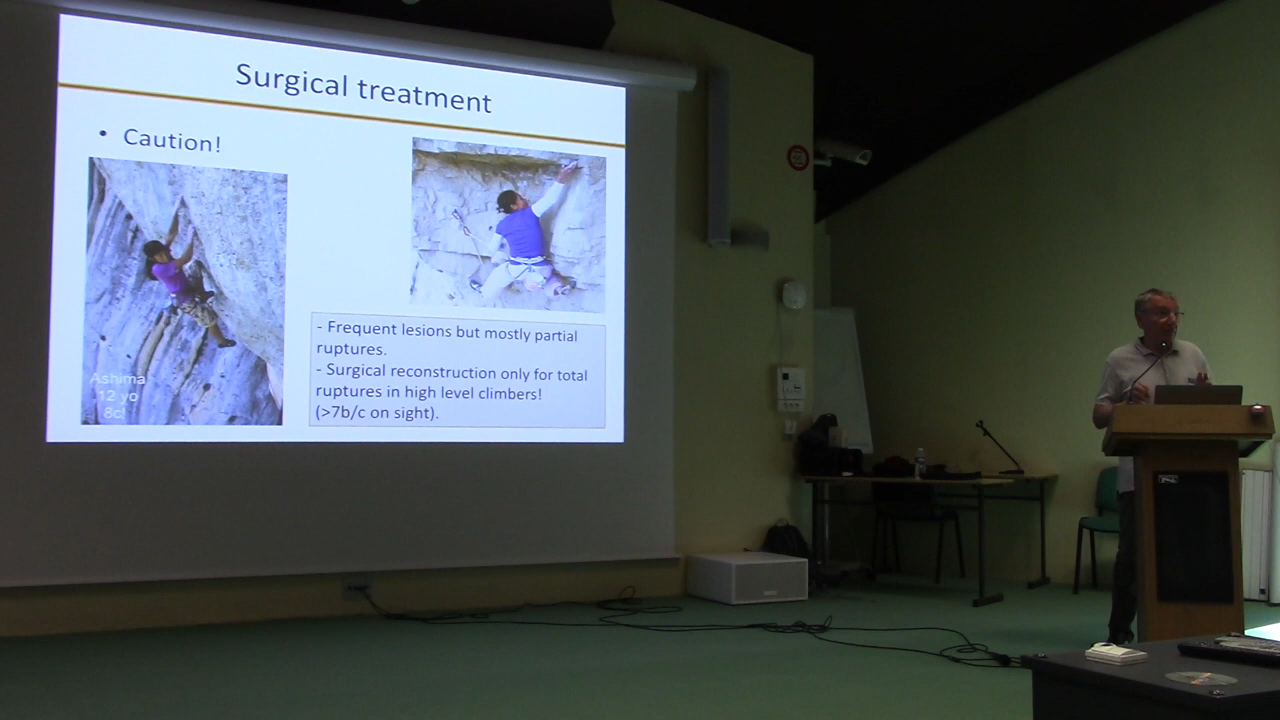 Surgical treatment
• Caution!
Ashima
12 yo
8c!
- Frequent lesions but mostly partial
ruptures.
- Surgical reconstruction only for total
ruptures in high level climbers!
(>7b/c on sight).